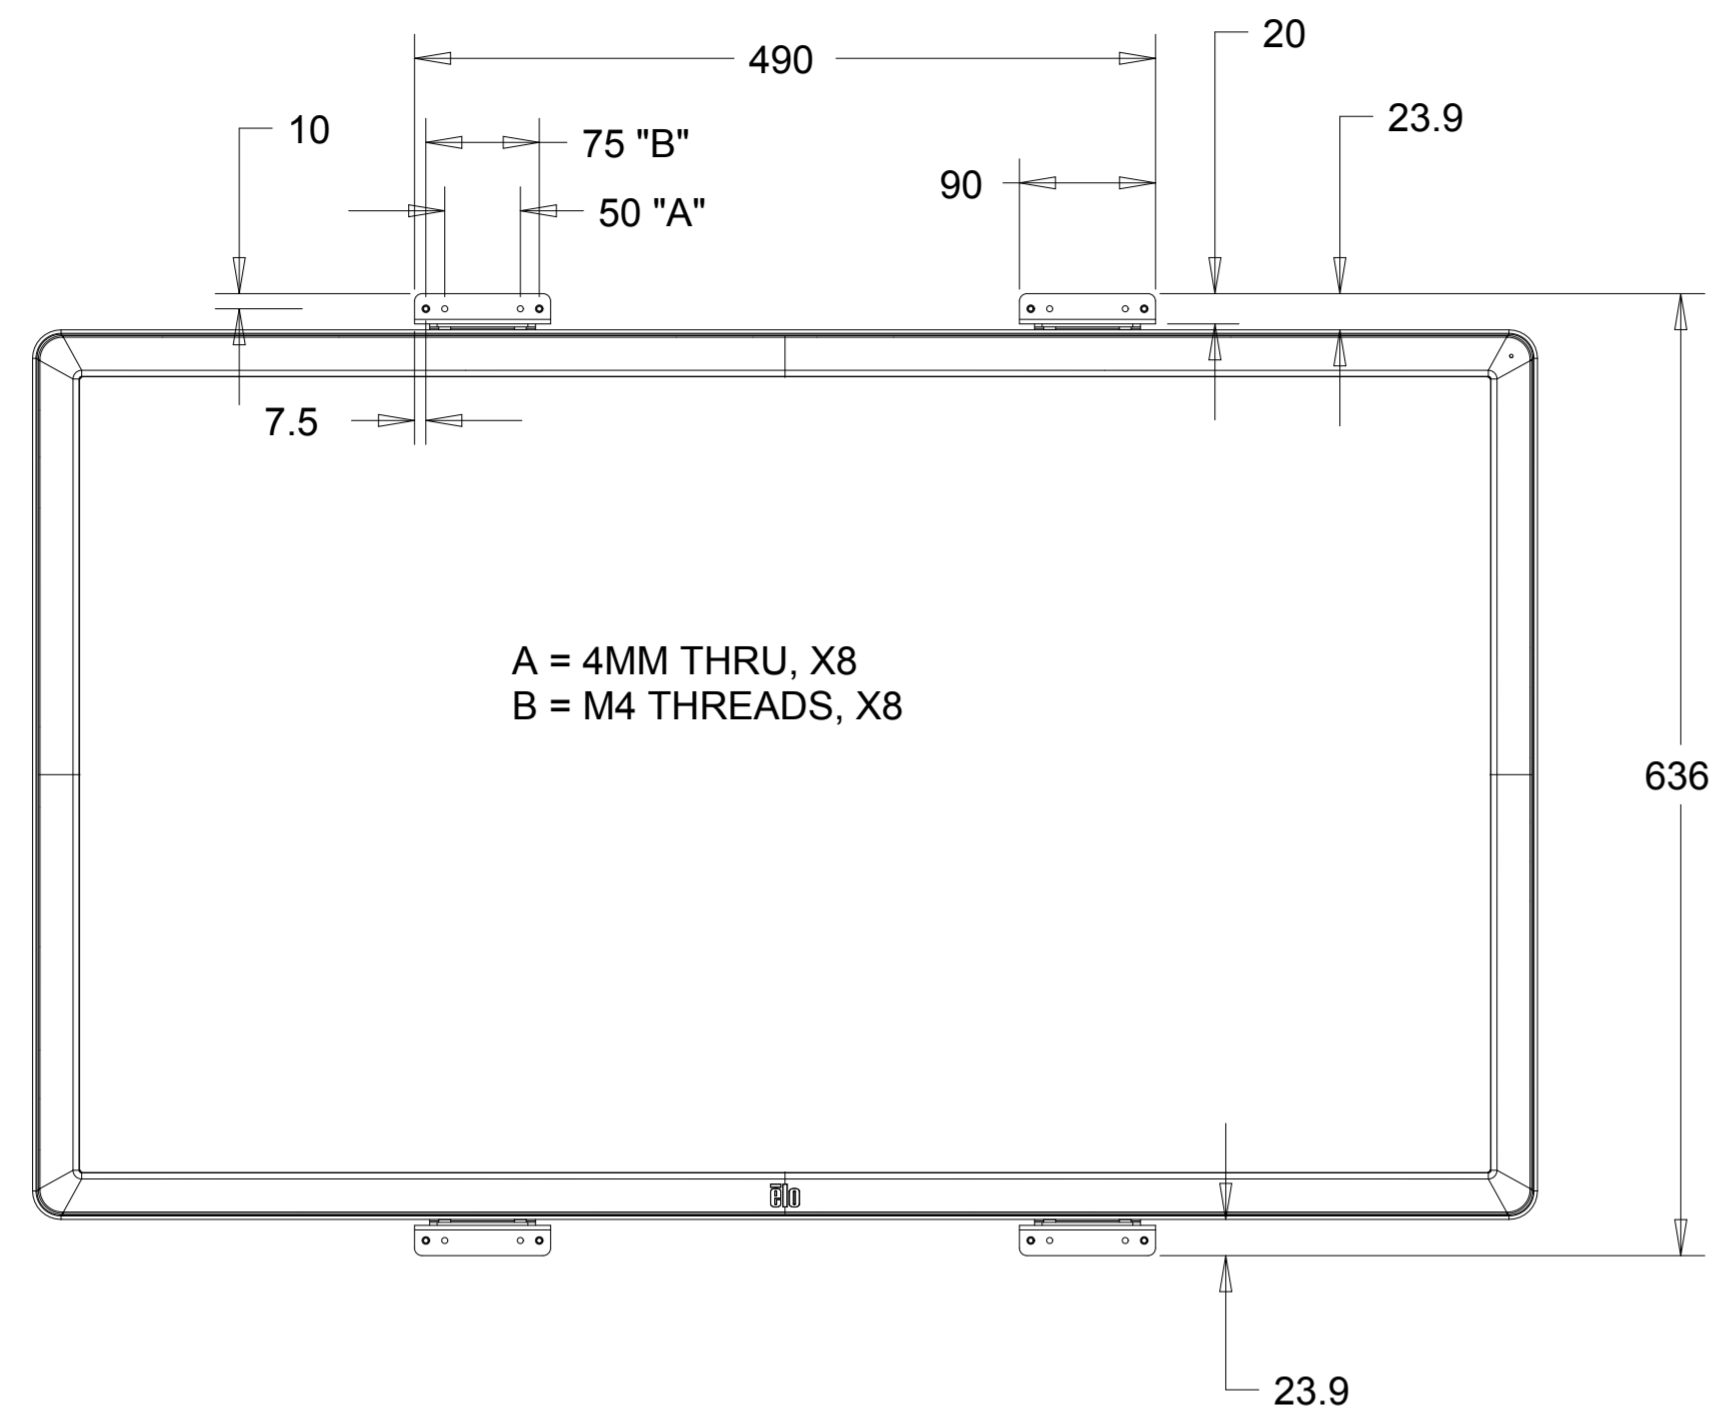 20
490
23.9
10
75 "B"
90
50 "A"
7.5
A = 4MM THRU, X8
B = M4 THREADS, X8
636
elo
23.9